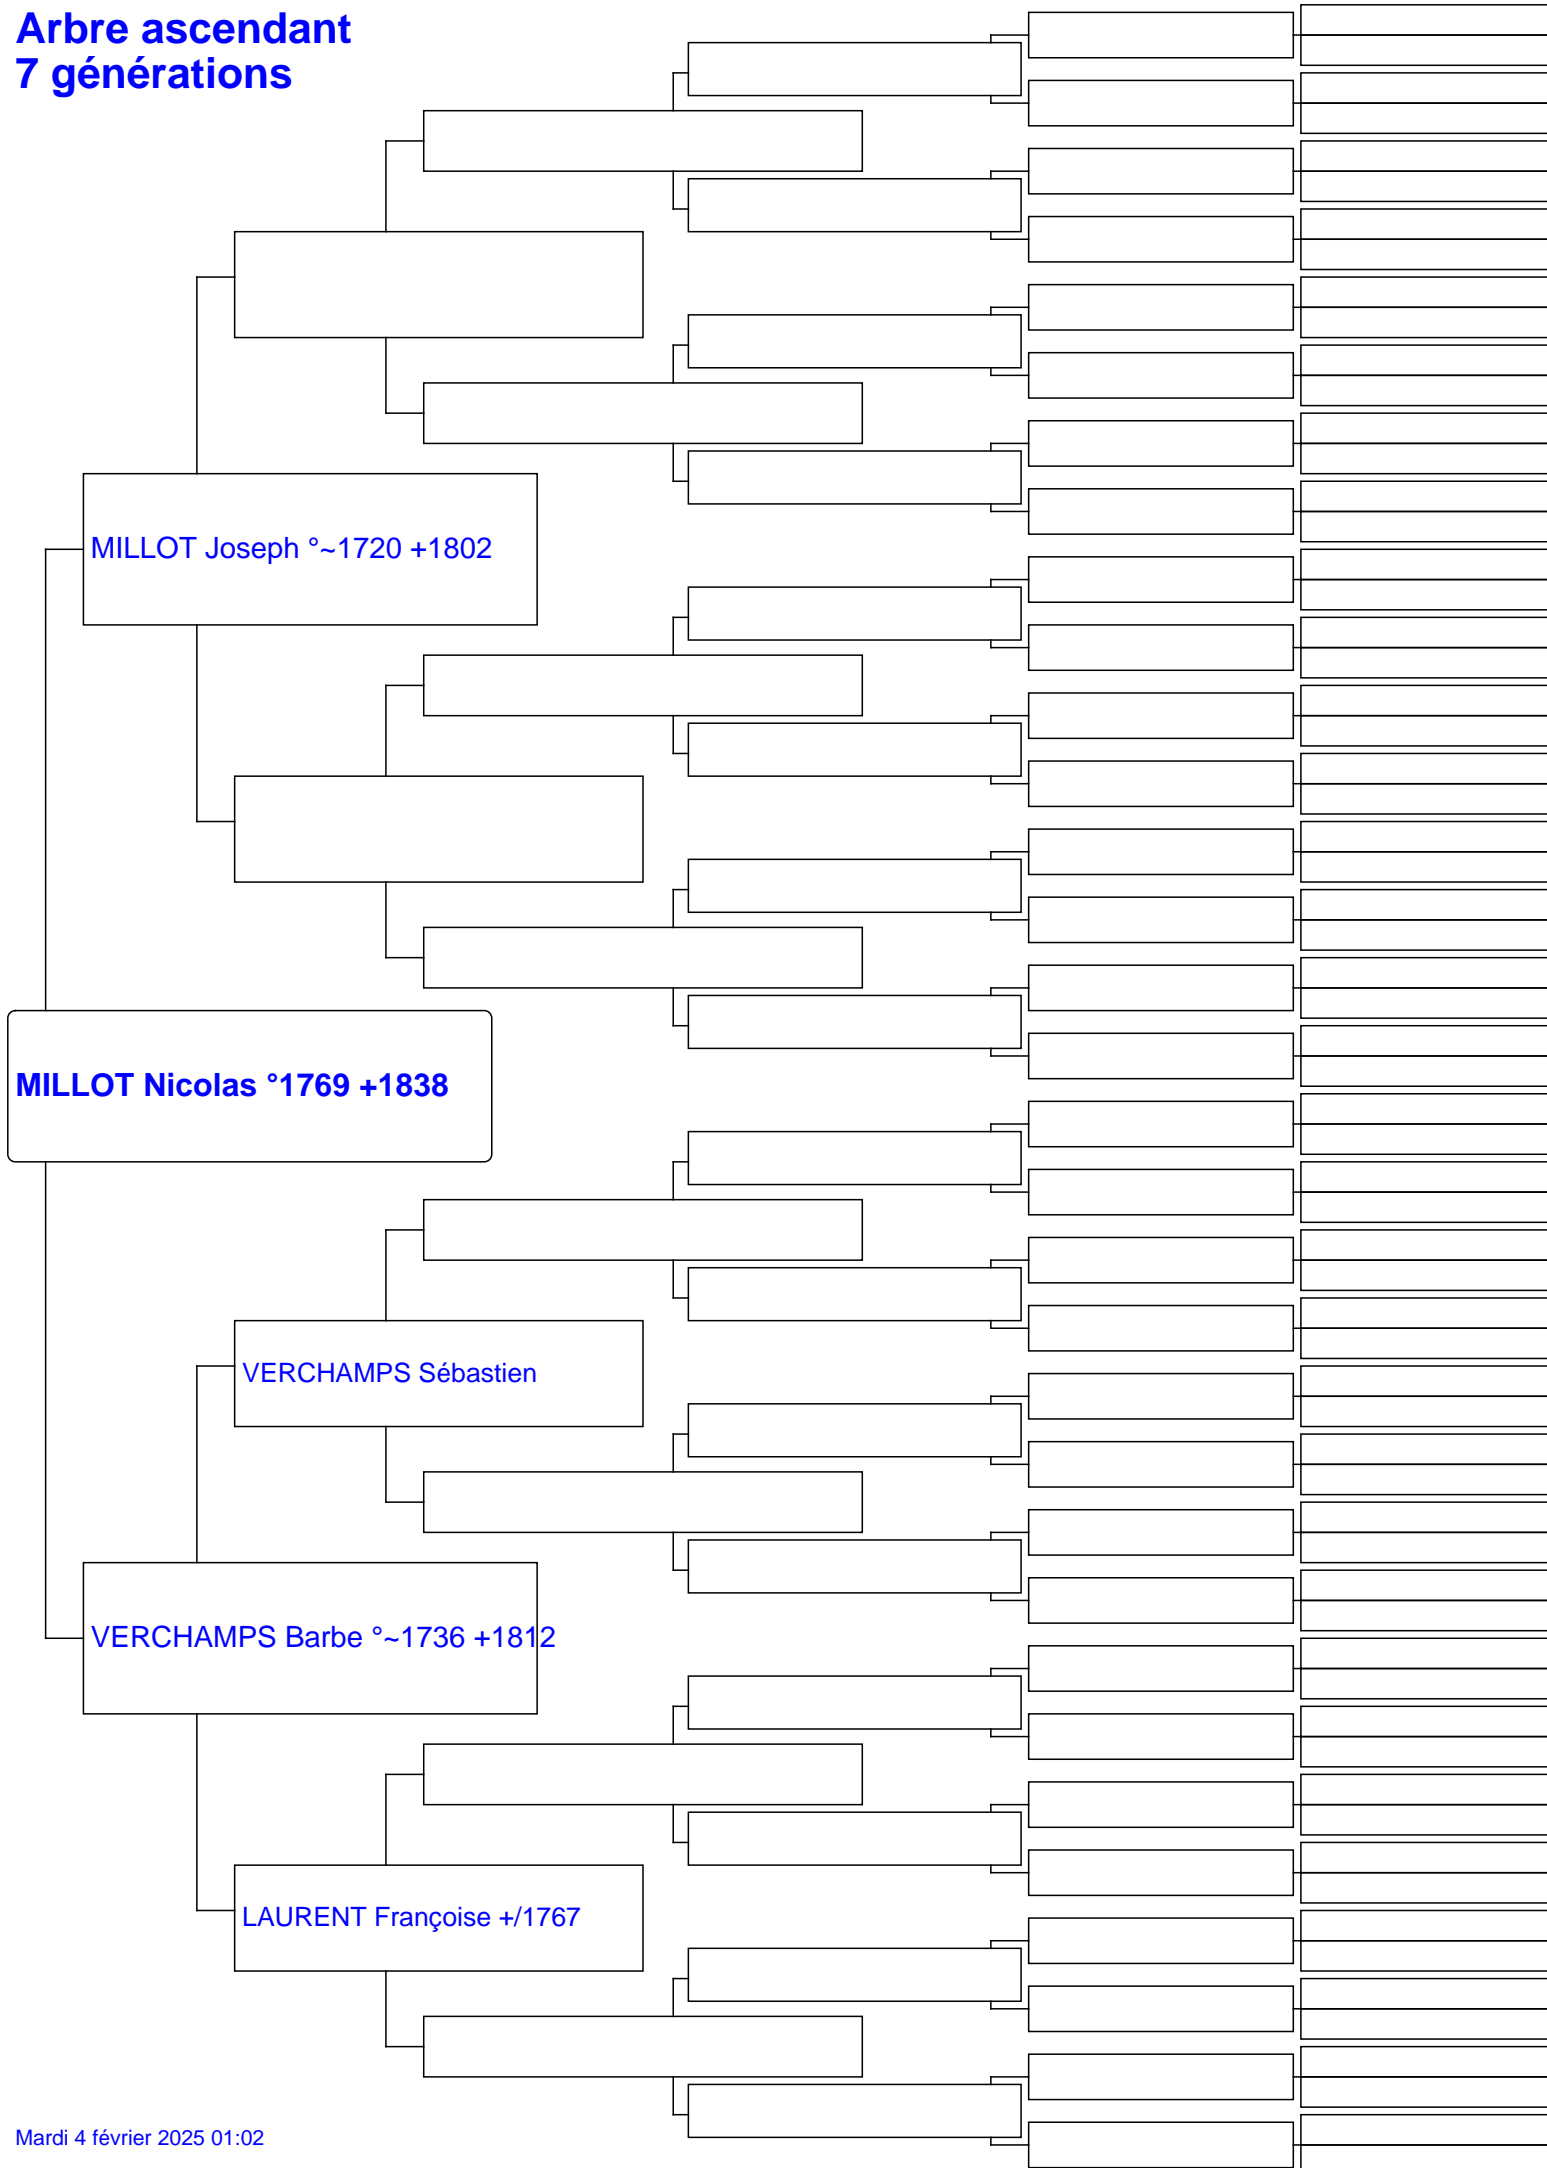 Arbre ascendant
7 générations
MILLOT Joseph °~1720 +1802
MILLOT Nicolas °1769 +1838
VERCHAMPS Sébastien
VERCHAMPS Barbe °~1736 +1812
LAURENT Françoise +/1767
Mardi 4 février 2025 01:02